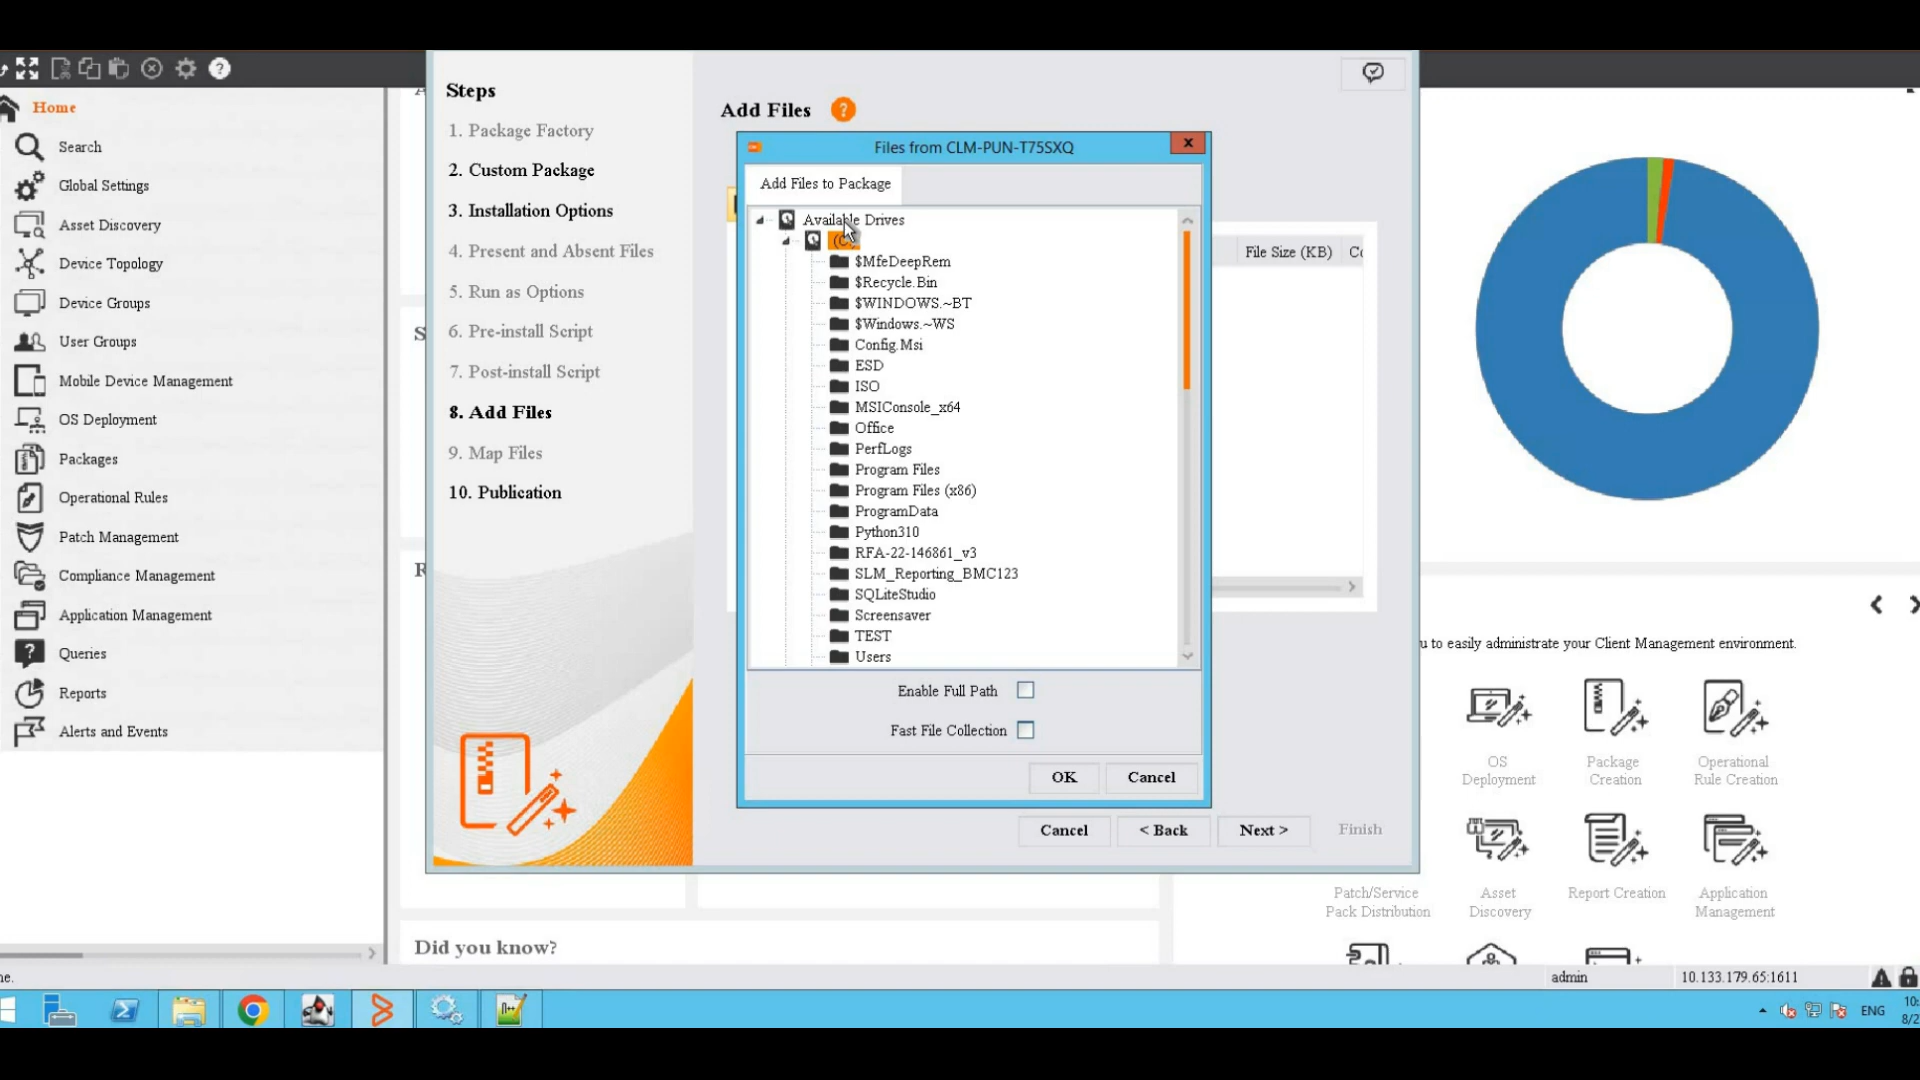 Home
Search
Global Settings
Asset Discovery
Device Topology
Device Groups
User Groups
Mobile Device Management
OS Deployment
Packages
Operational Rules
Patch Management
Compliance Management
Application Management
Queries
Reports
Alerts and Events
Steps
1. Package Factory
2. Custom Package
3. Installation Options
4. Present and Absent Files
5. Run as Options
6. Pre-install Script
7. Post-install Script
8. Add Files
9. Map Files
10. Publication
Add Files ?
File Size (KB)
Files from CLM-PUN-T75SXQ
x
Add Files to Package
Available Drives
(C:)
$MfeDeepRem
$Recycle.Bin
$WINDOWS.~BT
$Windows.~WS
Config.Msi
ESD
ISO
MSIConsole_x64
Office
PerfLogs
Program Files
Program Files (x86)
ProgramData
Python310
RFA-22-146861_v3
SLM_Reporting_BMC123
SQLiteStudio
Screensaver
TEST
Users
Enable Full Path
Fast File Collection
OK Cancel
Cancel < Back Next > Finish
Did you know?
u to easily administrate your Client Management environment.
OS Deployment
Package Creation
Operational Rule Creation
Patch/Service Pack Distribution
Asset Discovery
Report Creation
Application Management
admin 10.133.179.65:1611
ENG